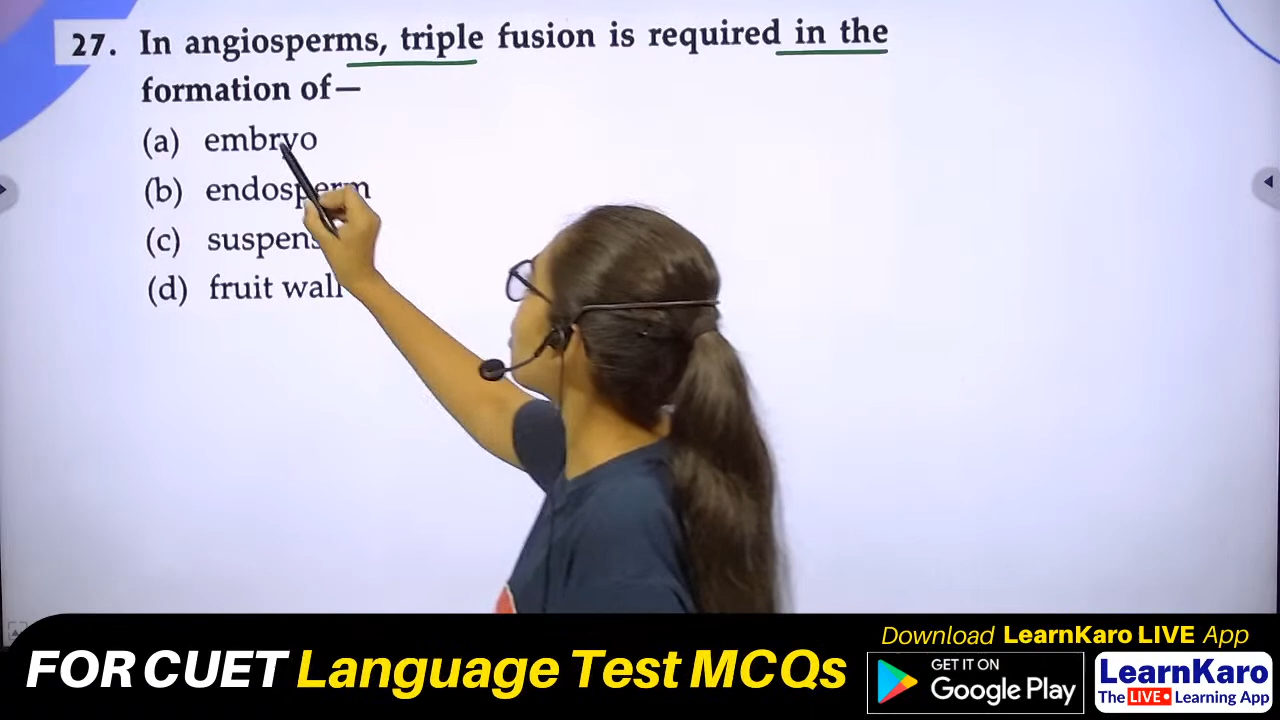 27. In angiosperms, triple fusion is required in the
formation of—
(a) embryo
(b) endosperm
(c)
(d) fruit wall
FOR CUET Language Test MCQs
Download LearnKaro LIVE App
GET IT ON
Google Play
LearnKaro
The LIVE Learning App